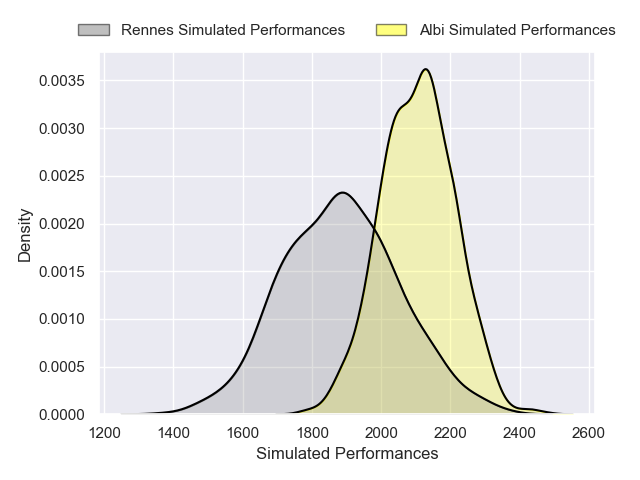 Rennes Simulated Performances Albi Simulated Performances
0.0035
0.0030
0.0025
0.0020
0.0015
0.0010
0.0005
0.0000
Density
1200 1400 1600 1800 2000 2200 2400 2600
Simulated Performances